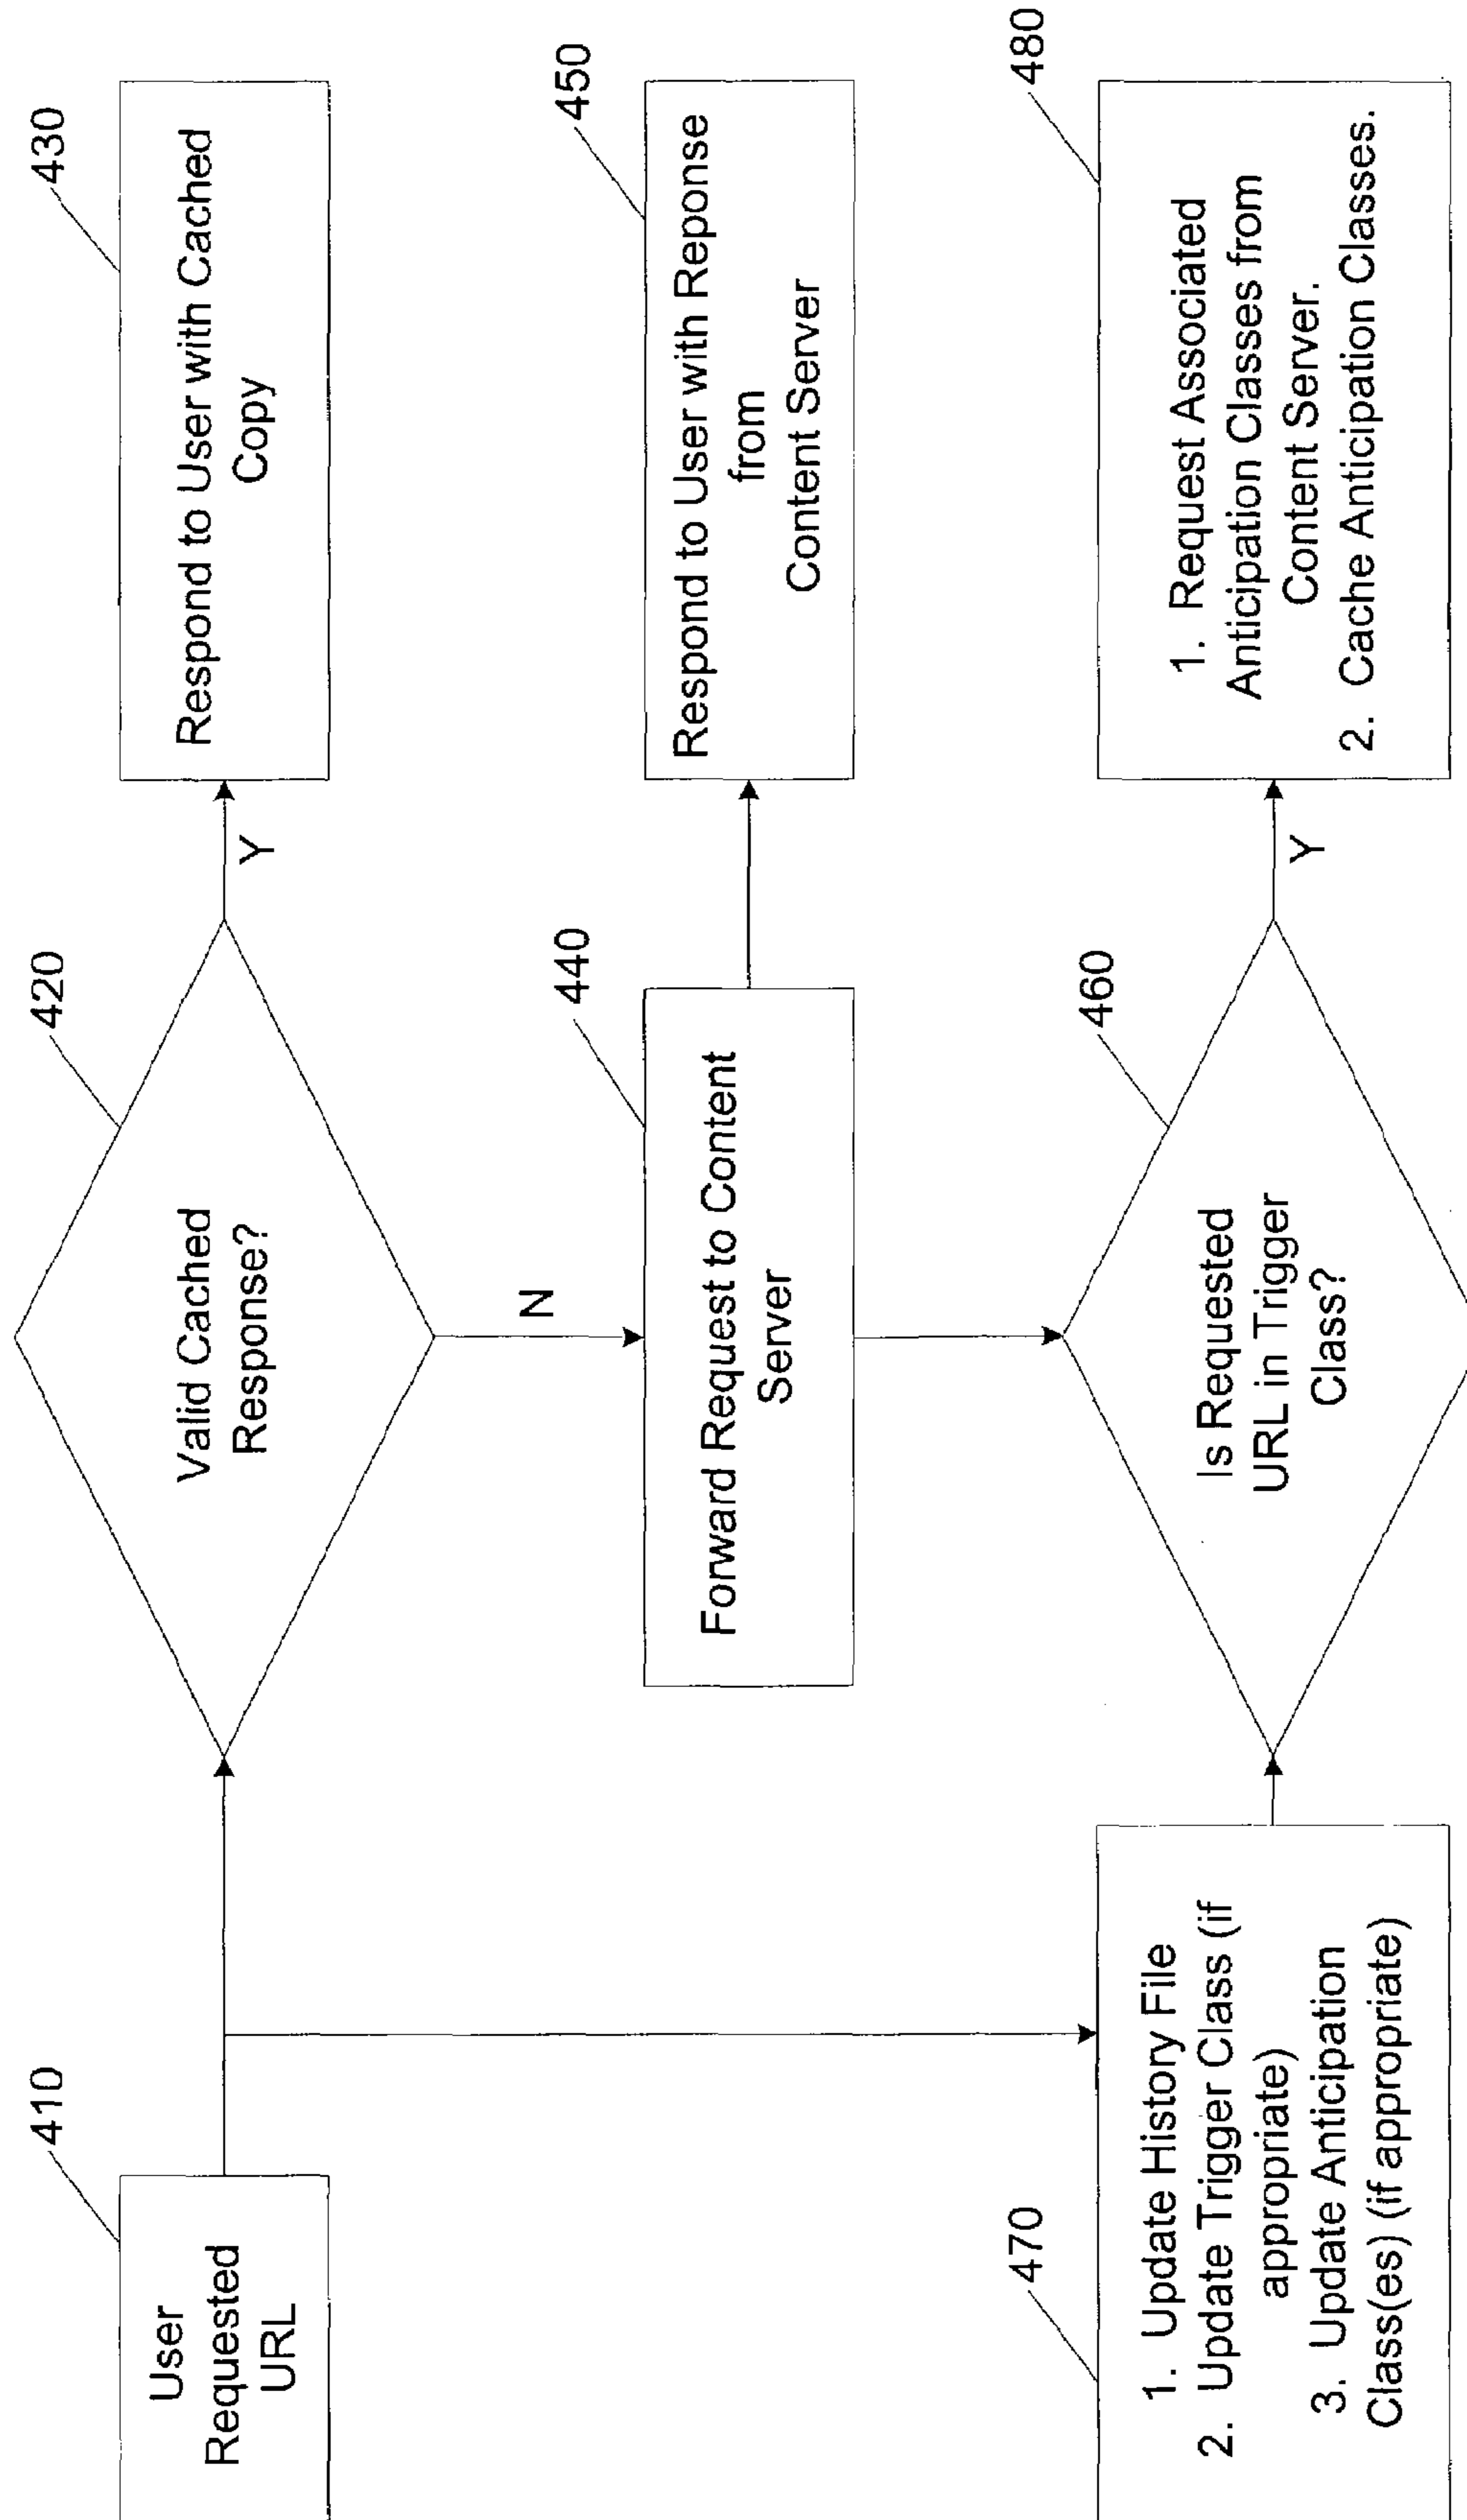 410
User
Requested
URL
420
Valid Cached
Response?
Y
430
Respond to User with Cached
Copy
N
440
Forward Request to Content
Server
450
Respond to User with Reponse
from
Content Server
470
1. Update History File
2. Update Trigger Class (if
appropriate)
3. Update Anticipation
Class(es) (if appropriate)
460
Is Requested
URL in Trigger
Class?
Y
480
1. Request Associated
Anticipation Classes from
Content Server.
2. Cache Anticipation Classes.